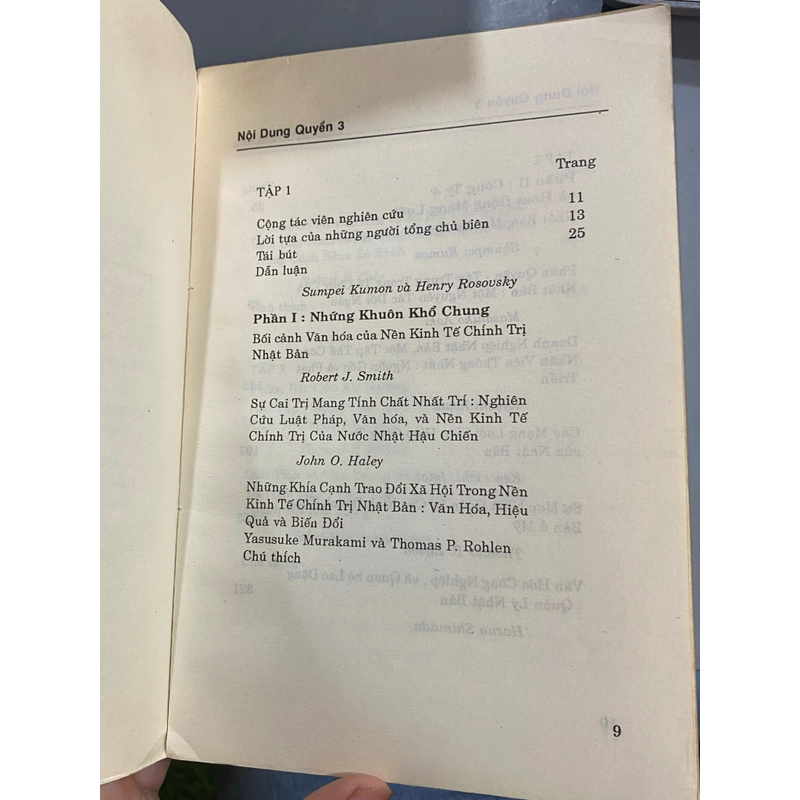 Nội Dung Quyển 3
Trang
TẬP 1
Cộng tác viên nghiên cứu 11
Lời tựa của những người tổng chủ biên 13
Tái bút 25
Dẫn luận
Sumpei Kumon và Henry Rosovsky
Phần I : Những Khuôn Khổ Chung
Bối cảnh Văn hóa của Nền Kinh Tế Chính Trị
Nhật Bản
Robert J. Smith
Sự Cai Trị Mang Tính Chất Nhất Trí : Nghiên
Cứu Luật Pháp, Văn hóa, và Nền Kinh Tế
Chính Trị Của Nước Nhật Hậu Chiến
John O. Haley
Những Khía Cạnh Trao Đổi Xã Hội Trong Nền
Kinh Tế Chính Trị Nhật Bản : Văn Hóa, Hiệu
Quả và Biến Đổi
Yasusuke Murakami và Thomas P. Rohlen
Chú thích
9